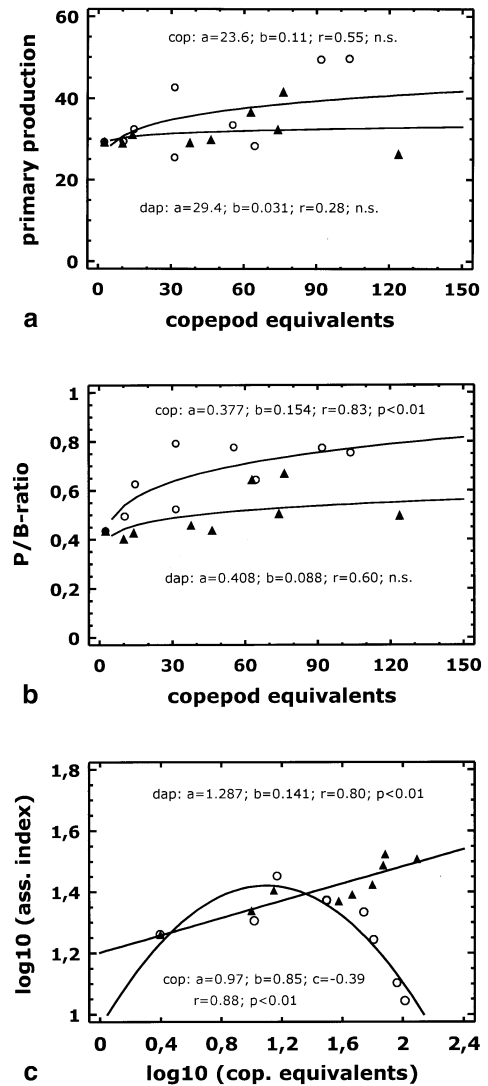 60
40
20
0
primary production
cop: a=23.6; b=0.11; r=0.55; n.s.
dap: a=29.4; b=0.031; r=0.28; n.s.
0 30 60 90 120 150
a
copepod equivalents
1
0,8
0,6
0,4
0,2
0
P/B-ratio
cop: a=0.377; b=0.154; r=0.83; p<0.01
dap: a=0.408; b=0.088; r=0.60; n.s.
0 30 60 90 120 150
b
copepod equivalents
1,8
1,6
1,4
1,2
1
log10 (ass. index)
dap: a=1.287; b=0.141; r=0.80; p<0.01
cop: a=0.97; b=0.85; c=-0.39
r=0.88; p<0.01
0 0,4 0,8 1,2 1,6 2 2,4
c
log10 (cop. equivalents)